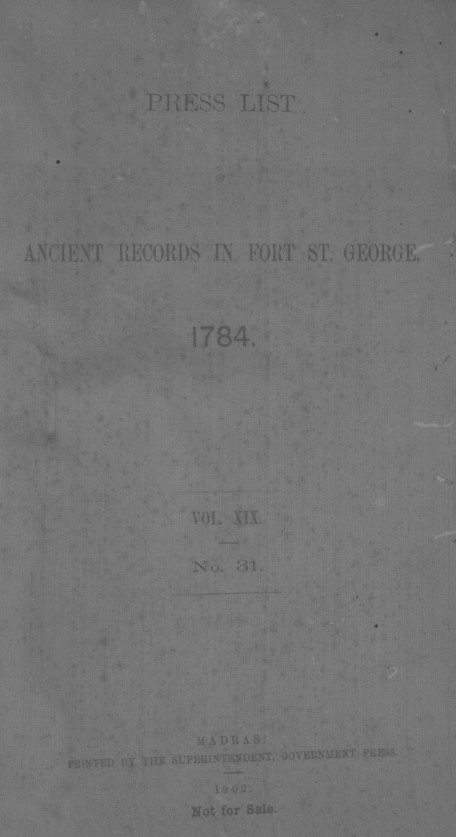 PRESS LIST
OF
ANCIENT RECORDS IN FORT ST. GEORGE,
1784.
VOL. XIX.
No. 31.
MADRAS:
PRINTED BY THE SUPERINTENDENT, GOVERNMENT PRESS.
1902.
Not for Sale.